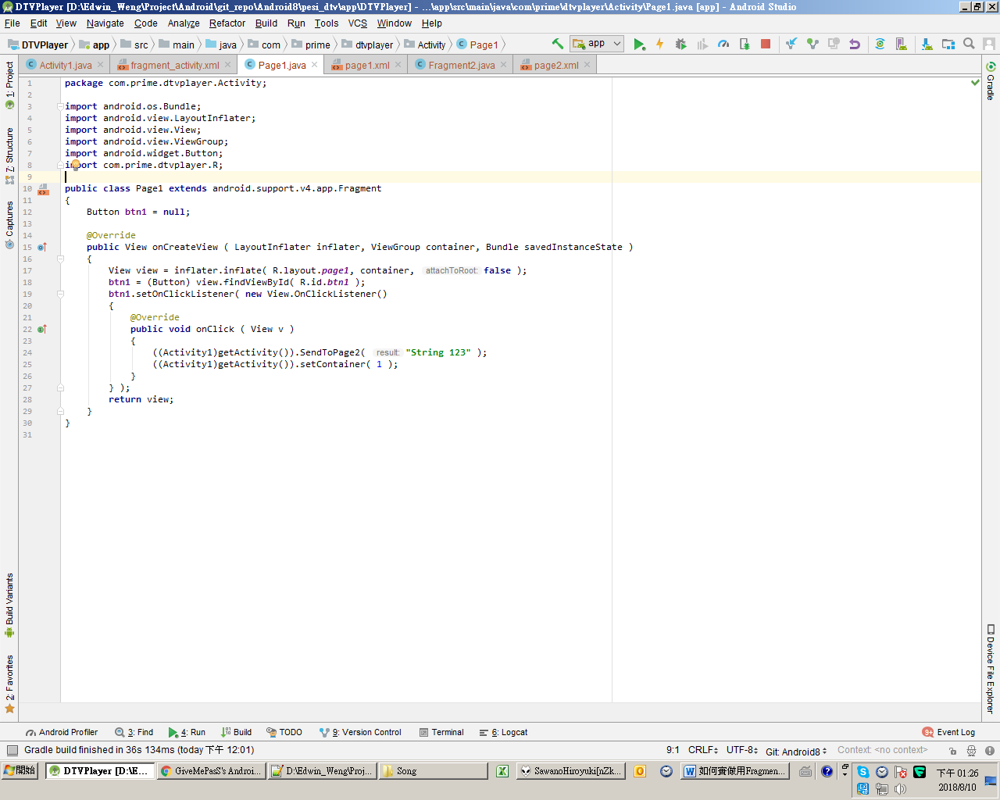 DTVPlayer [D:\Edwin_Weng\Project\Android\git_repo\Android8\pesi_dtv\app\DTVPlayer] - ...\app\src\main\java\com\prime\dtvplayer\Activity\Page1.java [app] - Android Studio
File Edit View Navigate Code Analyze Refactor Build Run Tools VCS Window Help
DTVPlayer app src main java com prime dtvplayer Activity Page1 app
Activity1.java fragment_activity.xml Page1.java page1.xml Fragment2.java page2.xml
1: Project
7: Structure
Captures
Build Variants
2: Favorites
Gradle
Device File Explorer
1 package com.prime.dtvplayer.Activity;
2
3 import android.os.Bundle;
4 import android.view.LayoutInflater;
5 import android.view.View;
6 import android.view.ViewGroup;
7 import android.widget.Button;
8 import com.prime.dtvplayer.R;
9
10 public class Page1 extends android.support.v4.app.Fragment
11 {
12 Button btn1 = null;
13
14 @Override
15 public View onCreateView ( LayoutInflater inflater, ViewGroup container, Bundle savedInstanceState )
16 {
17 View view = inflater.inflate( R.layout.page1, container, attachToRoot: false );
18 btn1 = (Button) view.findViewById( R.id.btn1 );
19 btn1.setOnClickListener( new View.OnClickListener()
20 {
21 @Override
22 public void onClick ( View v )
23 {
24 ((Activity1)getActivity()).SendToPage2( result: "String 123" );
25 ((Activity1)getActivity()).setContainer( 1 );
26 }
27 } );
28 return view;
29 }
30 }
31
Android Profiler 3: Find 4: Run Build TODO 9: Version Control Terminal 6: Logcat 9+ Event Log
Gradle build finished in 36s 134ms (today 下午 12:01) 9:1 CRLF UTF-8 Git: Android8 Context: <no context>
開始 DTVPlayer [D:\E... GiveMePasS's Android... D:\Edwin_Weng\Proj... Song SawanoHiroyuki[nZk... 如何實做用Fragmen... 下午 01:26
2018/8/10